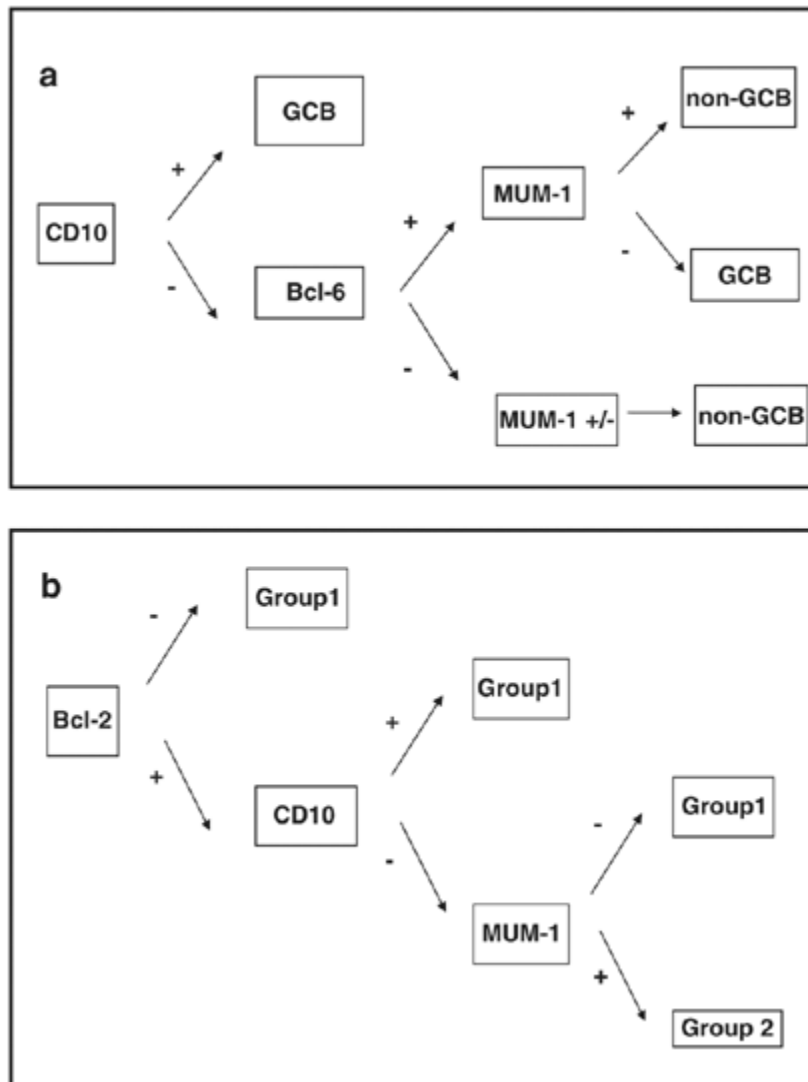 a
GCB
non-GCB
+
+
MUM-1
+
CD10
-
-
Bcl-6
GCB
-
MUM-1 +/-
non-GCB
b
Group1
-
Group1
Bcl-2
+
+
CD10
Group1
-
-
MUM-1
+
Group 2